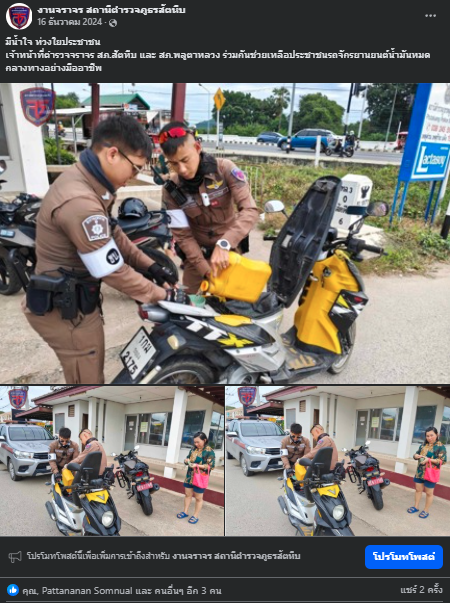 งานจราจร สถานีตำรวจภูธรสัตหีบ
16 ธันวาคม 2024 ·
มีน้ำใจ ห่วงใยประชาชน
เจ้าหน้าที่ตำรวจจราจร สภ.สัตหีบ และ สภ.พลูตาหลวง ร่วมกันช่วยเหลือประชาชนรถจักรยานยนต์น้ำมันหมด
กลางทางอย่างมืออาชีพ
POLICE
Lactasoy
TTX
1กM
2175
โปรโมทโพสต์นี้เพื่อเพิ่มการเข้าถึงสำหรับ งานจราจร สถานีตำรวจภูธรสัตหีบ
โปรโมทโพสต์
คุณ, Pattananan Somnual และ คนอื่นๆ อีก 3 คน
แชร์ 2 ครั้ง